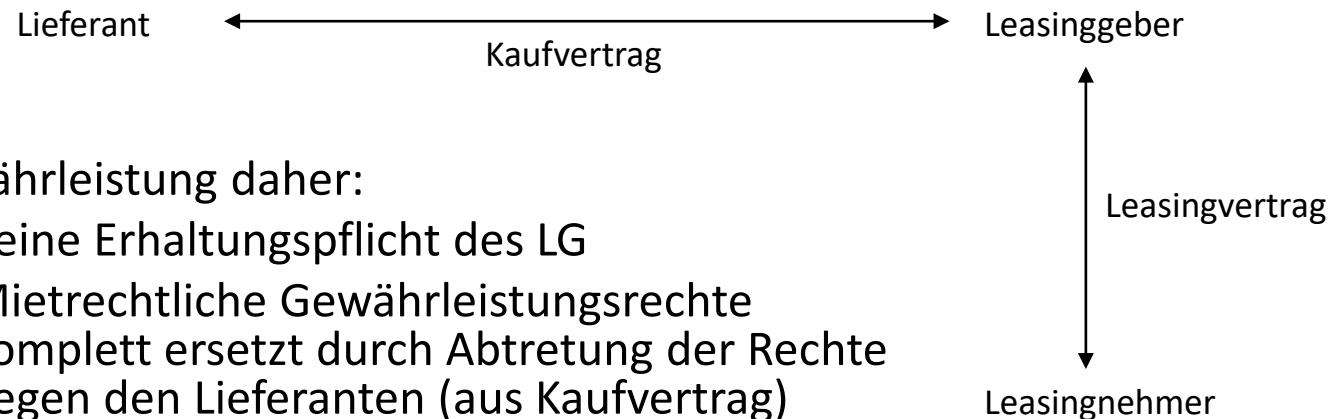 Lieferant
Leasinggeber
Kaufvertrag
ährleistung daher:
Leasingvertrag
eine Erhaltungspflicht des LG
ietrechtliche Gewährleistungsrechte
omplett ersetzt durch Abtretung der Rechte
egen den Lieferanten (aus Kaufvertrag)
Leasingnehmer